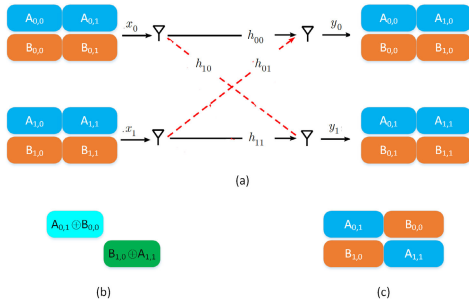 A0,0 A0,1 x0 h00 y0 A0,0 A1,0
B0,0 B0,1 B0,0 B1,0
h10 h01
A1,0 A1,1 x1 h11 y1 A0,1 A1,1
B1,0 B1,1 B0,1 B1,1
(a)
A0,1⊕B0,0 A0,1 B0,0
B1,0⊕A1,1 B1,0 A1,1
(b) (c)